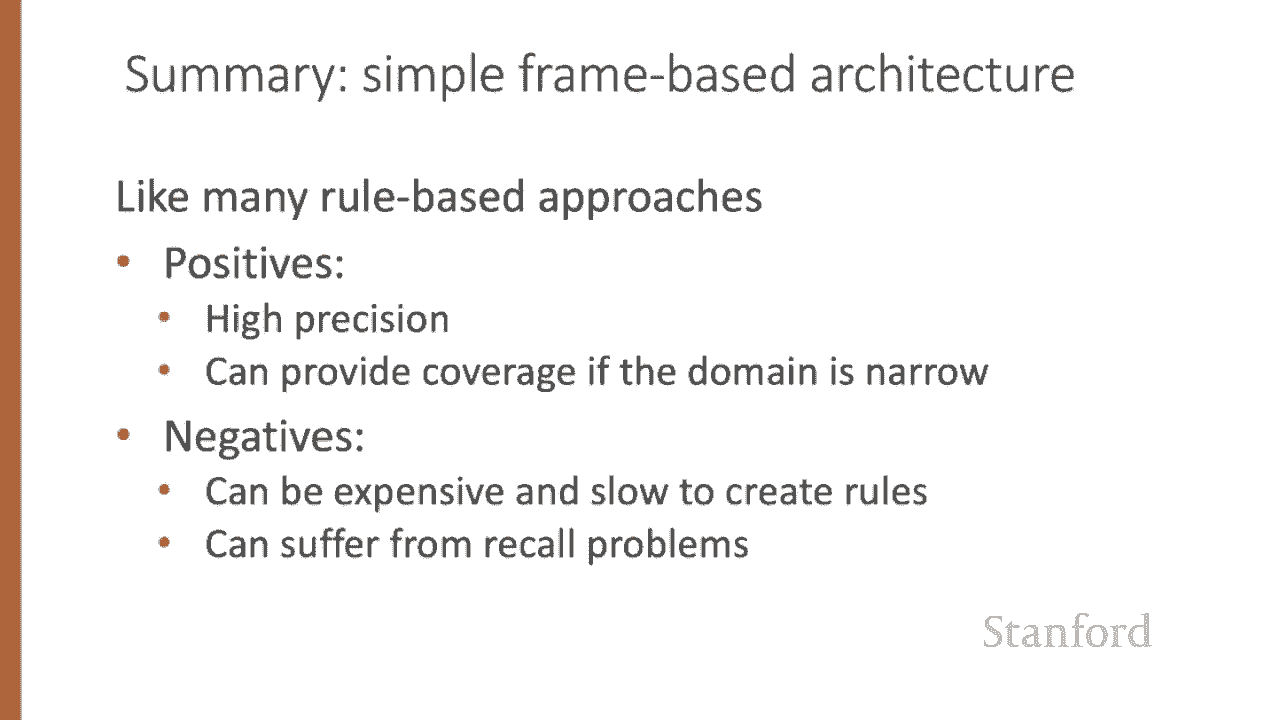 Summary: simple frame-based architecture
Like many rule-based approaches
• Positives:
• High precision
• Can provide coverage if the domain is narrow
• Negatives:
• Can be expensive and slow to create rules
• Can suffer from recall problems
Stanford